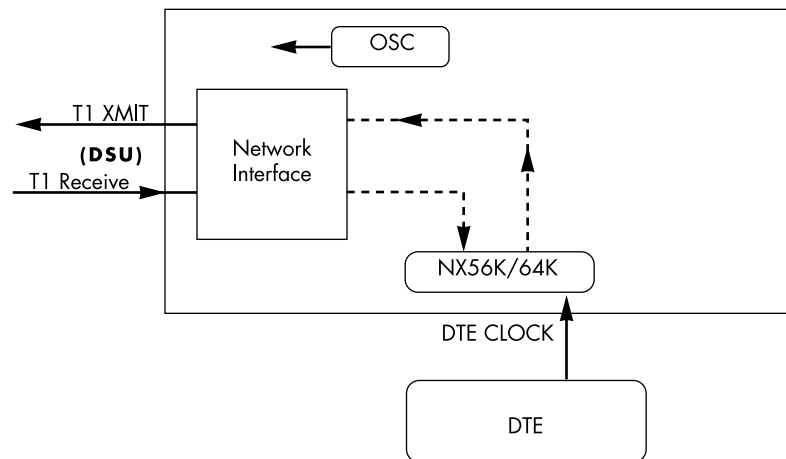 OSC
T1 XMIT
(DSU)
T1 Receive
Network
Interface
NX56K/64K
DTE CLOCK
DTE